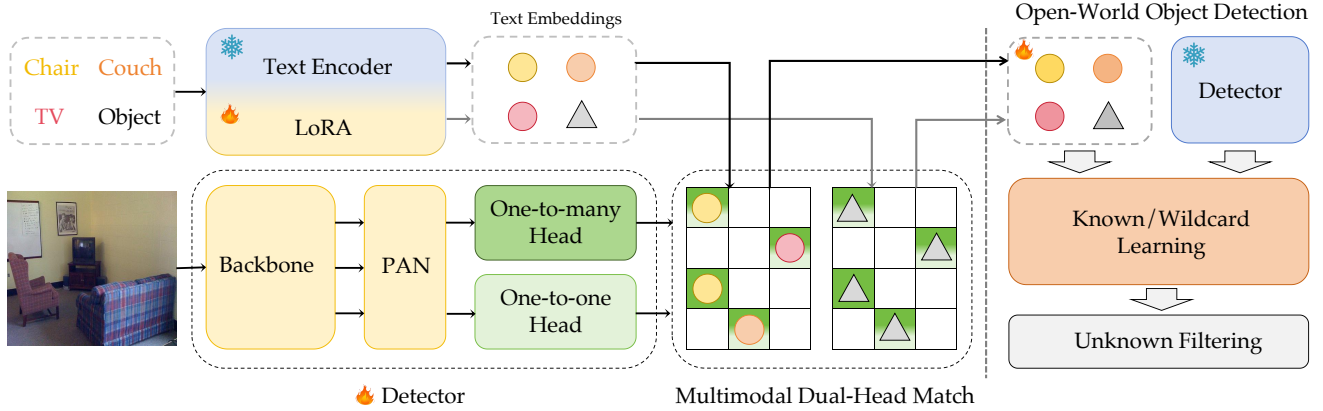 Text Embeddings
Open-World Object Detection
Chair Couch
TV Object
Text Encoder
LoRA
Detector
Backbone
PAN
One-to-many
Head
One-to-one
Head
Known/Wildcard
Learning
Unknown Filtering
Detector
Multimodal Dual-Head Match